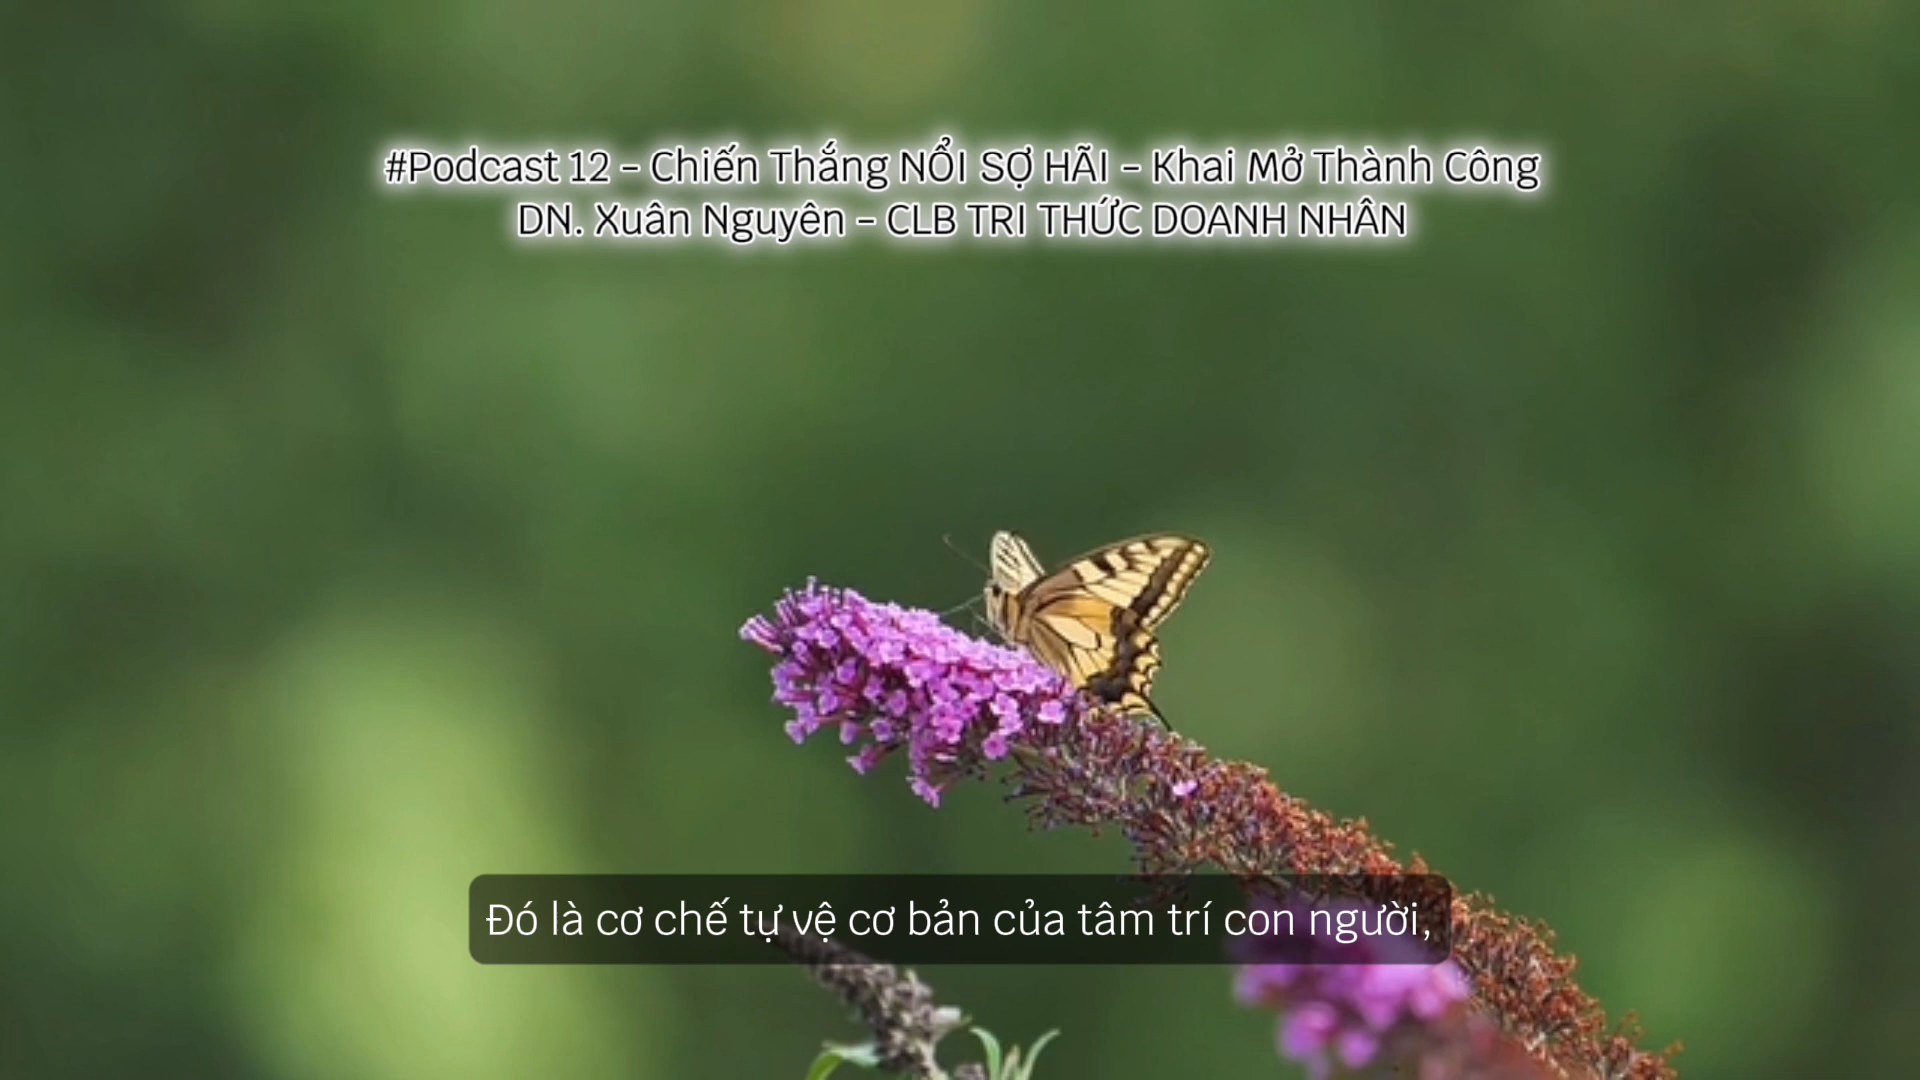 #Podcast 12 - Chiến Thắng NỔI SỢ HÃI - Khai Mở Thành Công
DN. Xuân Nguyên - CLB TRI THỨC DOANH NHÂN
Đó là cơ chế tự vệ cơ bản của tâm trí con người,